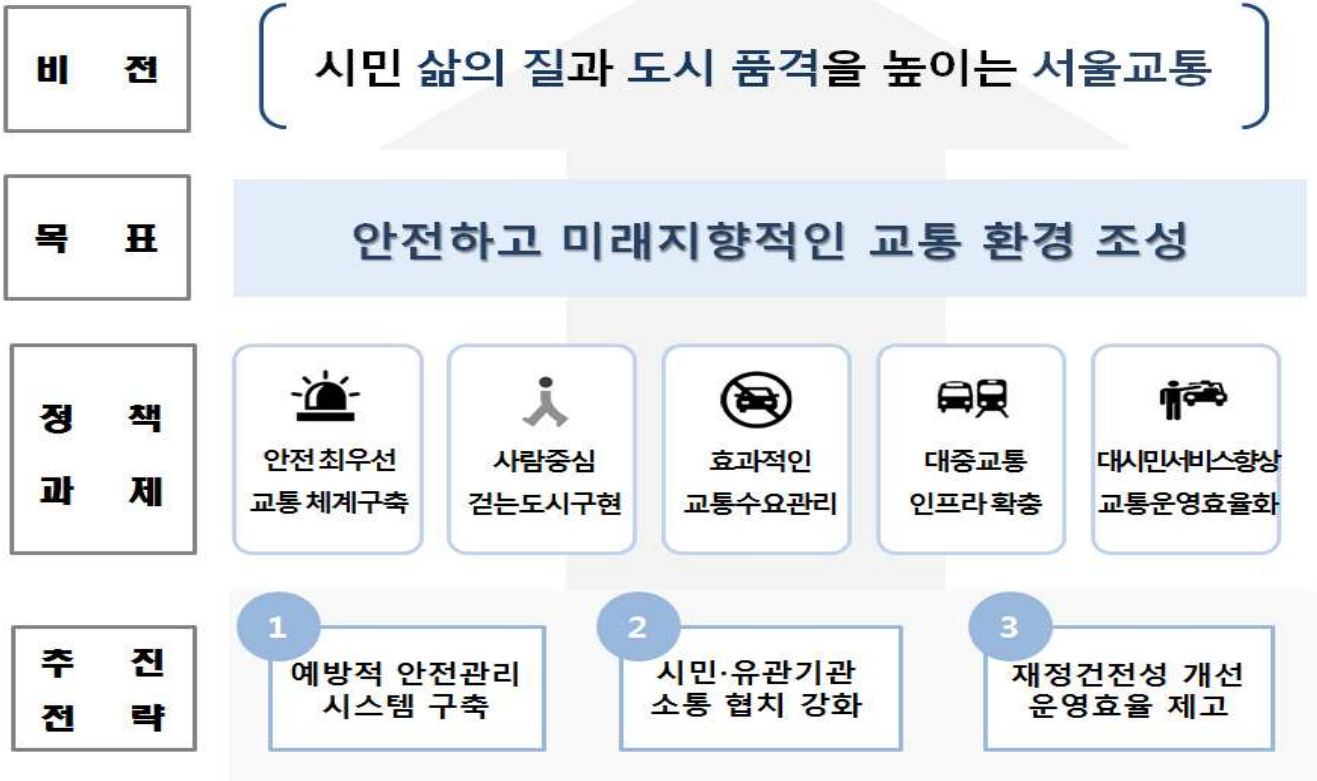 비 전
시민 삶의 질과 도시 품격을 높이는 서울교통
목 표
안전하고 미래지향적인 교통 환경 조성
정 책
과 제
안전 최우선
교통 체계구축
사람중심
걷는도시구현
효과적인
교통수요관리
대중교통
인프라 확충
대시민서비스향상
교통운영효율화
추 진
전 략
1
예방적 안전관리
시스템 구축
2
시민·유관기관
소통 협치 강화
3
재정건전성 개선
운영효율 제고